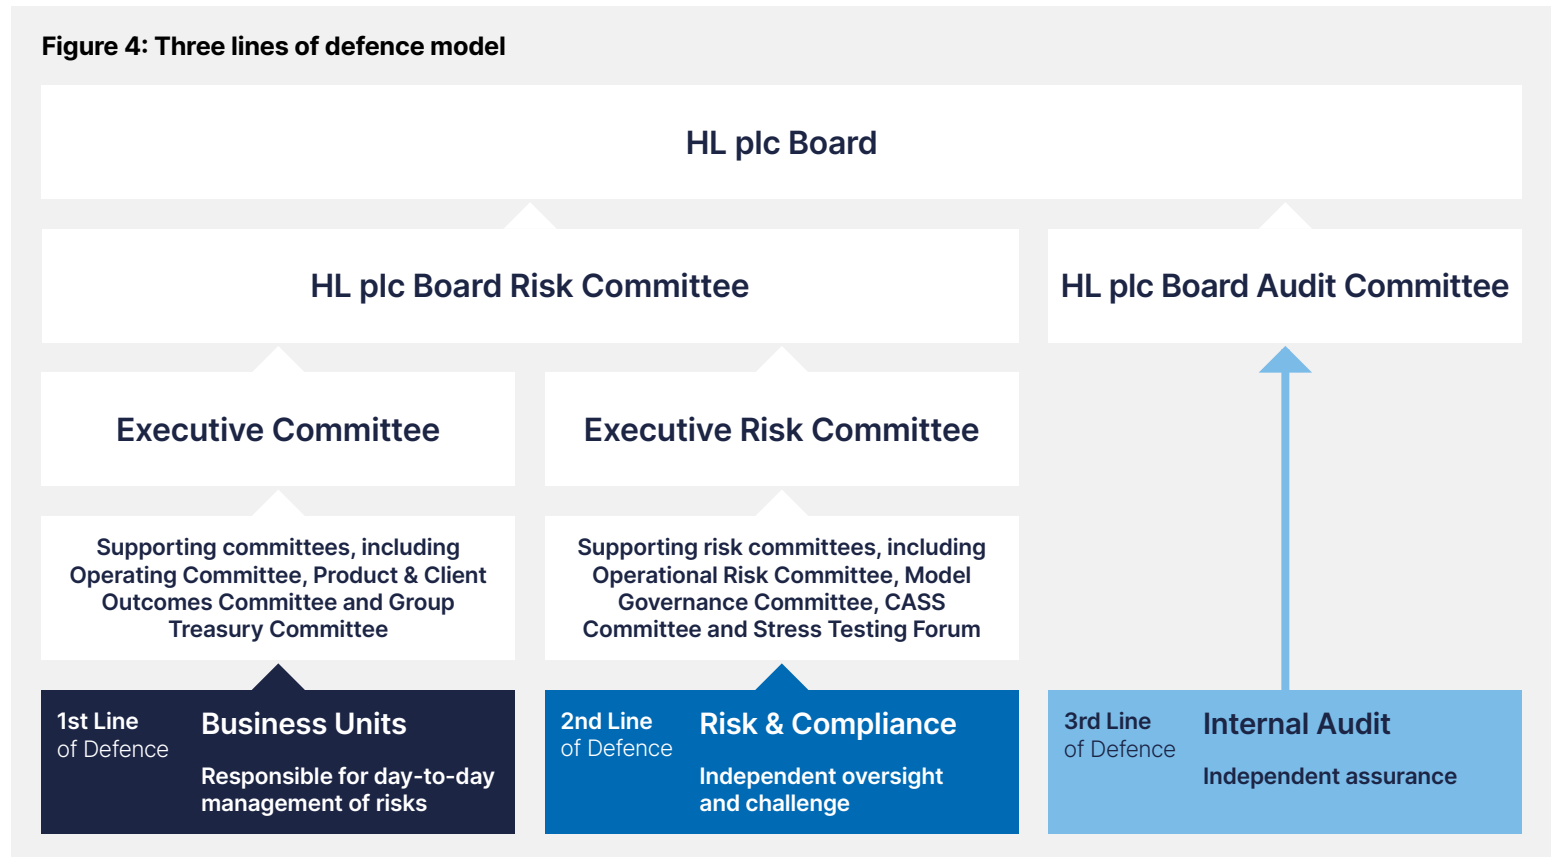 Figure 4: Three lines of defence model
HL plc Board
HL plc Board Risk Committee
HL plc Board Audit Committee
Executive Committee
Executive Risk Committee
Supporting committees, including
Operating Committee, Product & Client
Outcomes Committee and Group
Treasury Committee
Supporting risk committees, including
Operational Risk Committee, Model
Governance Committee, CASS
Committee and Stress Testing Forum
1st Line
of Defence
Business Units
Responsible for day-to-day
management of risks
2nd Line
of Defence
Risk & Compliance
Independent oversight
and challenge
3rd Line
of Defence
Internal Audit
Independent assurance